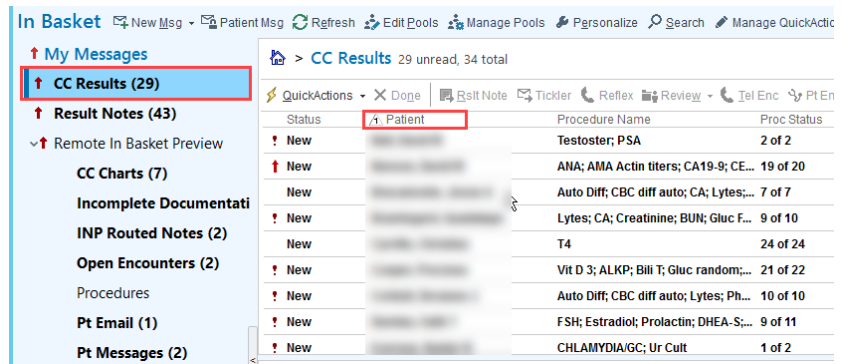 In Basket New Msg Patient Msg Refresh Edit Pools Manage Pools Personalize Search Manage QuickActio
My Messages
CC Results (29)
Result Notes (43)
Remote In Basket Preview
CC Charts (7)
Incomplete Documentati
INP Routed Notes (2)
Open Encounters (2)
Procedures
Pt Email (1)
Pt Messages (2)
> CC Results 29 unread, 34 total
QuickActions Done Rslt Note Tickler Reflex Review Tel Enc Pt En
Status 1 Patient Procedure Name Proc Status
New Testoster; PSA 2 of 2
New ANA; AMA Actin titers; CA19-9; CE... 19 of 20
New Auto Diff; CBC diff auto; CA; Lytes;... 7 of 7
New Lytes; CA; Creatinine; BUN; Gluc F... 9 of 10
New T4 24 of 24
New Vit D 3; ALKP; Bili T; Gluc random;... 21 of 22
New Auto Diff; CBC diff auto; Lytes; Ph... 10 of 10
New FSH; Estradiol; Prolactin; DHEA-S;... 9 of 11
New CHLAMYDIA/GC; Ur Cult 1 of 2